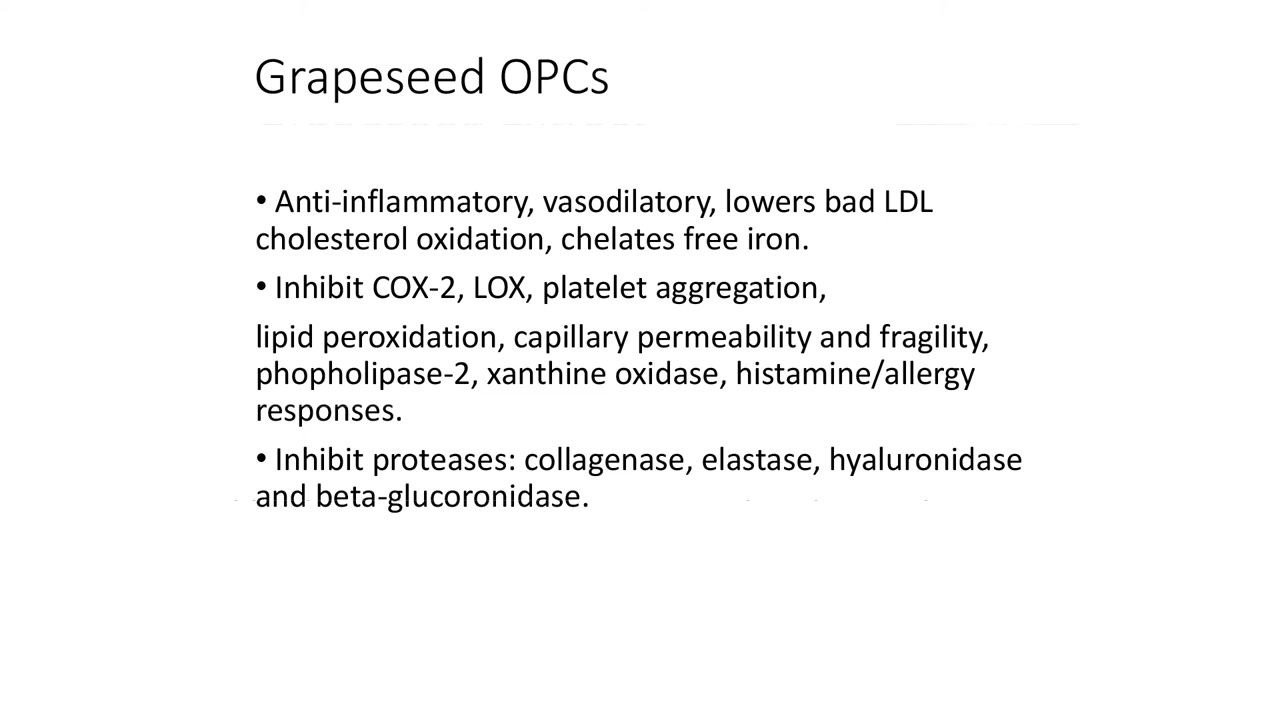 Grapeseed OPCs
• Anti-inflammatory, vasodilatory, lowers bad LDL
cholesterol oxidation, chelates free iron.
• Inhibit COX-2, LOX, platelet aggregation,
lipid peroxidation, capillary permeability and fragility,
phopholipase-2, xanthine oxidase, histamine/allergy
responses.
• Inhibit proteases: collagenase, elastase, hyaluronidase
and beta-glucoronidase.